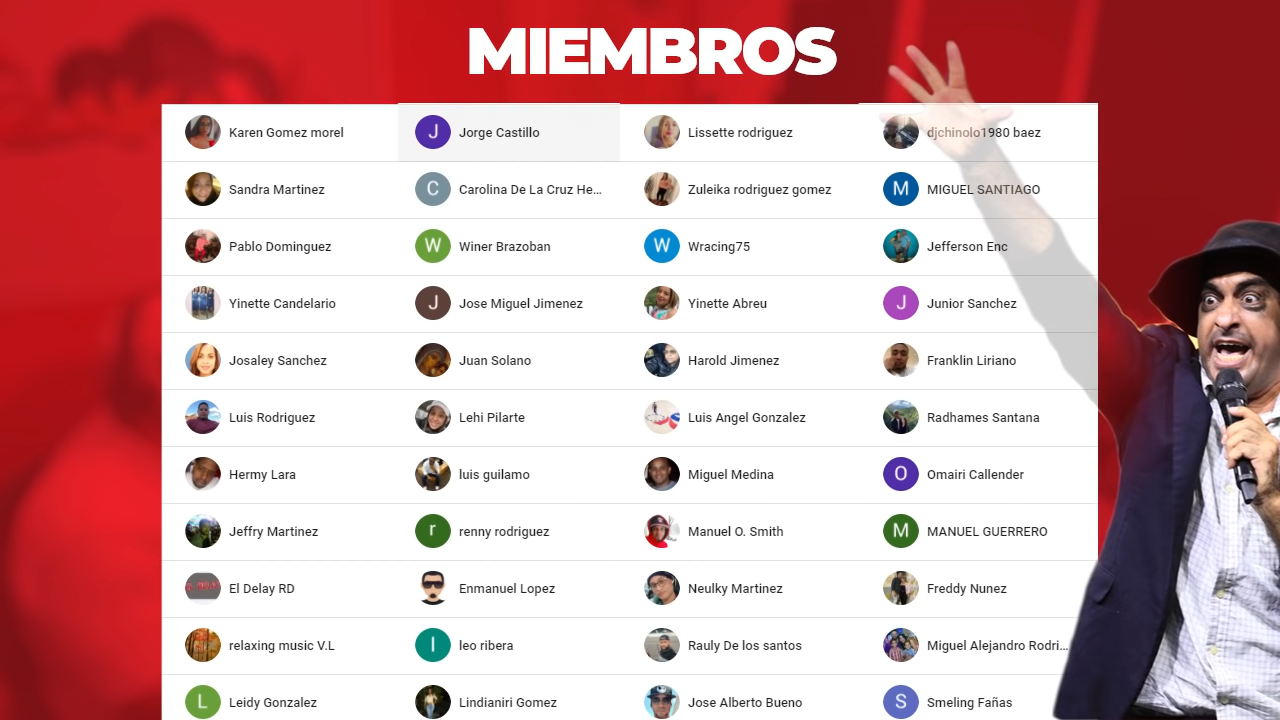 MIEMBROS
Karen Gomez morel
J Jorge Castillo
Lissette rodriguez
djchinolo1980 baez
Sandra Martinez
C Carolina De La Cruz He...
Zuleika rodriguez gomez
M MIGUEL SANTIAGO
Pablo Dominguez
W Winer Brazoban
W Wracing75
Jefferson Enc
Yinette Candelario
J Jose Miguel Jimenez
Yinette Abreu
J Junior Sanchez
Josaley Sanchez
Juan Solano
Harold Jimenez
Franklin Liriano
Luis Rodriguez
Lehi Pilarte
Luis Angel Gonzalez
Radhames Santana
Hermy Lara
luis guilamo
Miguel Medina
O Omairi Callender
Jeffry Martinez
r renny rodriguez
Manuel O. Smith
M MANUEL GUERRERO
El Delay RD
Enmanuel Lopez
Neulky Martinez
Freddy Nunez
relaxing music V.L
l leo ribera
Rauly De los santos
Miguel Alejandro Rodri...
L Leidy Gonzalez
Lindianiri Gomez
Jose Alberto Bueno
S Smeling Fañas